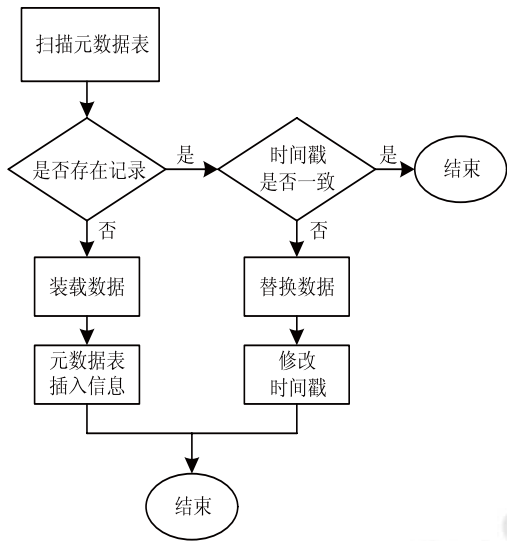 扫描元数据表
是否存在记录
是
时间戳
是否一致
是
结束
否
否
装载数据
替换数据
元数据表
插入信息
修改
时间戳
结束